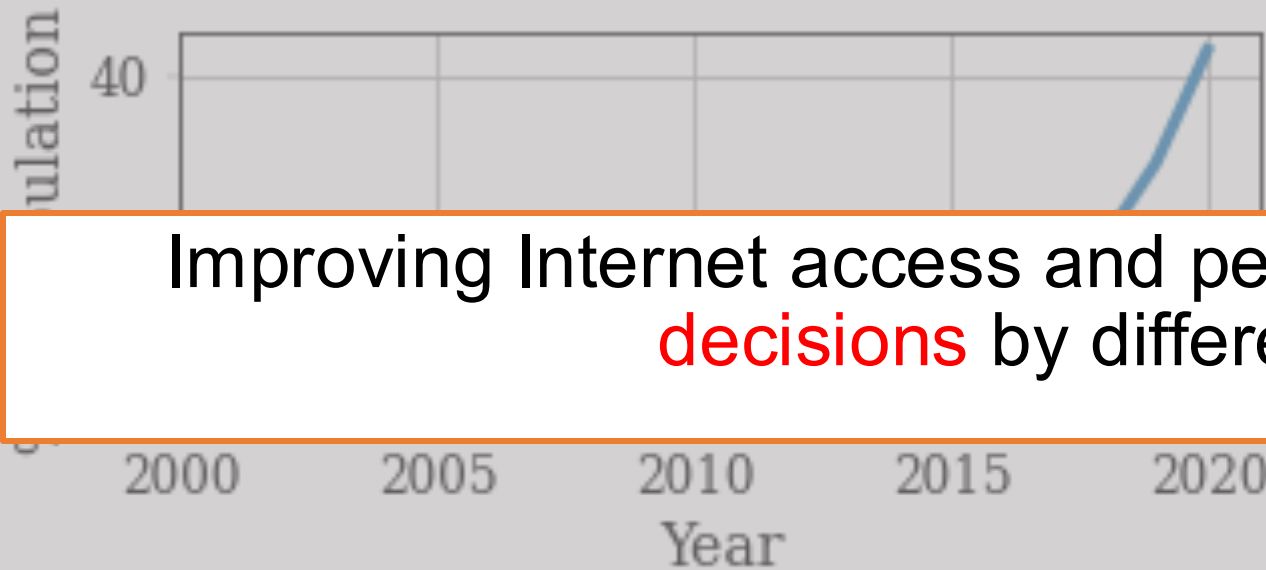 40
Improving Internet access and pe
decisions by differe
2000 2005 2010 2015 2020
Year